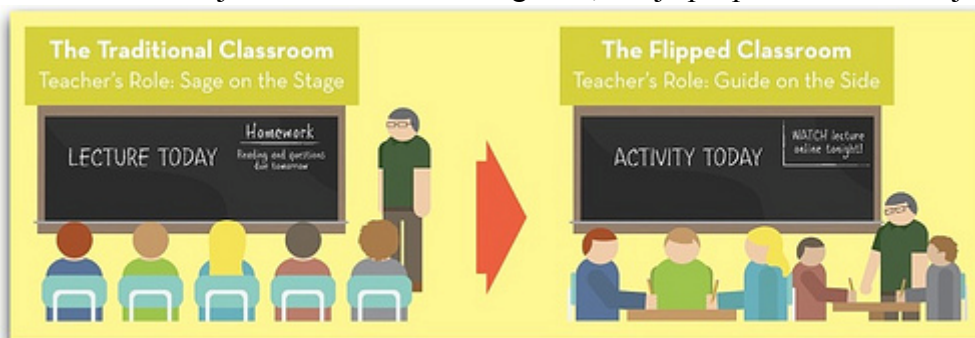 The Traditional Classroom
Teacher's Role: Sage on the Stage
LECTURE TODAY
Homework
Reading and questions
due tomorrow
The Flipped Classroom
Teacher's Role: Guide on the Side
ACTIVITY TODAY
WATCH lecture
online tonight!